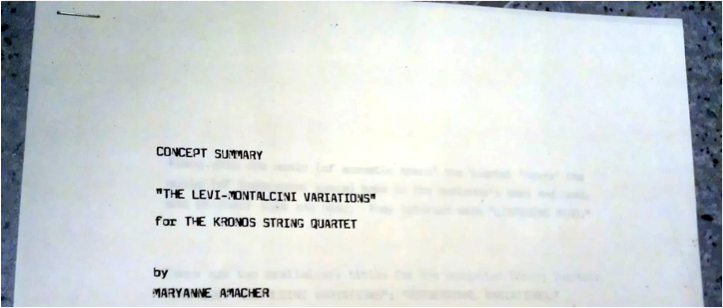 CONCEPT SUMMARY
"THE LEVI-MONTALCINI VARIATIONS"
for THE KRONOS STRING QUARTET
by
MARYANNE AMACHER